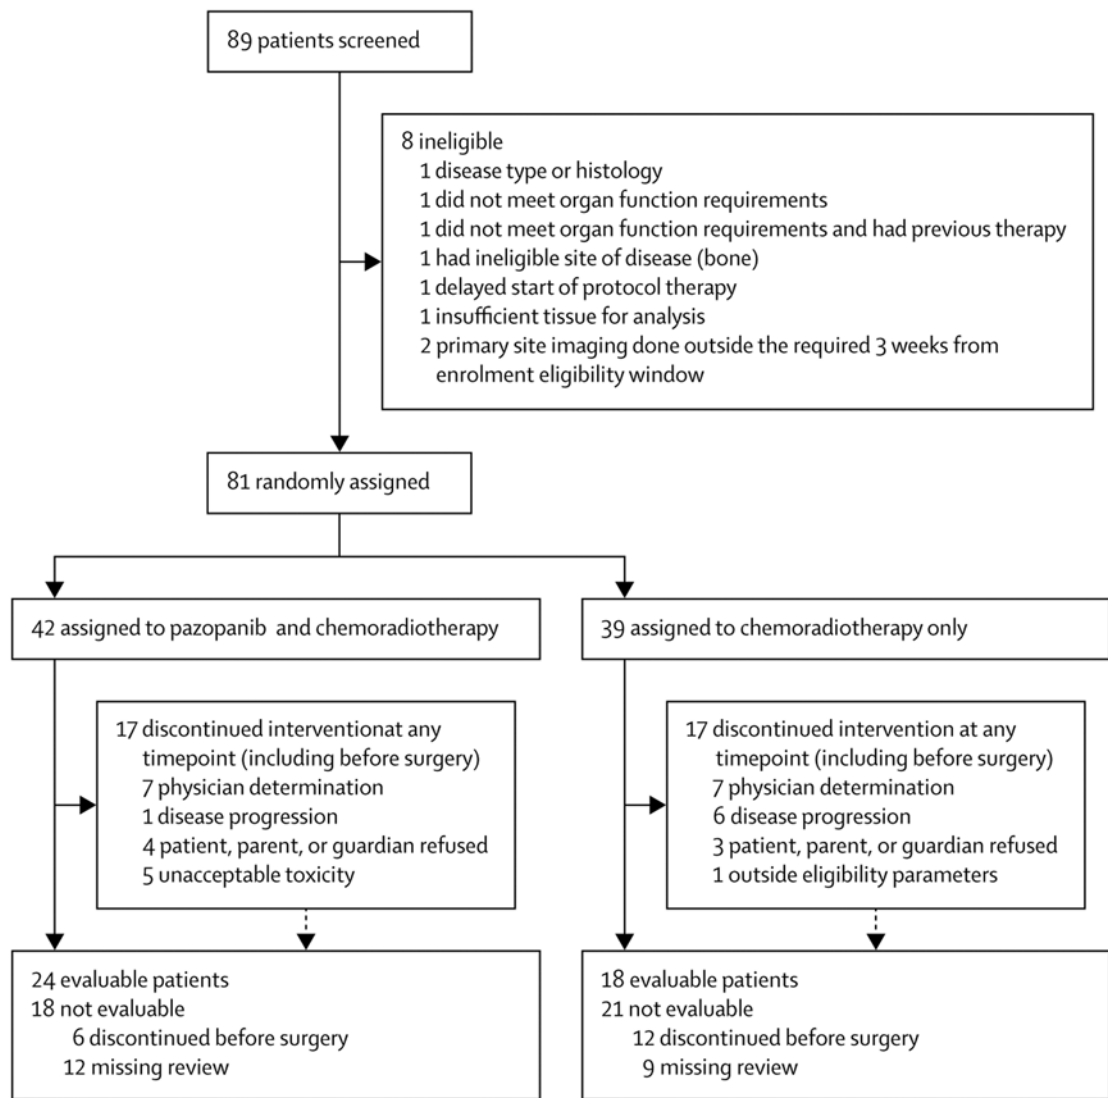 89 patients screened
8 ineligible
1 disease type or histology
1 did not meet organ function requirements
1 did not meet organ function requirements and had previous therapy
1 had ineligible site of disease (bone)
1 delayed start of protocol therapy
1 insufficient tissue for analysis
2 primary site imaging done outside the required 3 weeks from
enrolment eligibility window
81 randomly assigned
42 assigned to pazopanib and chemoradiotherapy
39 assigned to chemoradiotherapy only
17 discontinued interventionat any
timepoint (including before surgery)
7 physician determination
1 disease progression
4 patient, parent, or guardian refused
5 unacceptable toxicity
17 discontinued intervention at any
timepoint (including before surgery)
7 physician determination
6 disease progression
3 patient, parent, or guardian refused
1 outside eligibility parameters
24 evaluable patients
18 not evaluable
6 discontinued before surgery
12 missing review
18 evaluable patients
21 not evaluable
12 discontinued before surgery
9 missing review